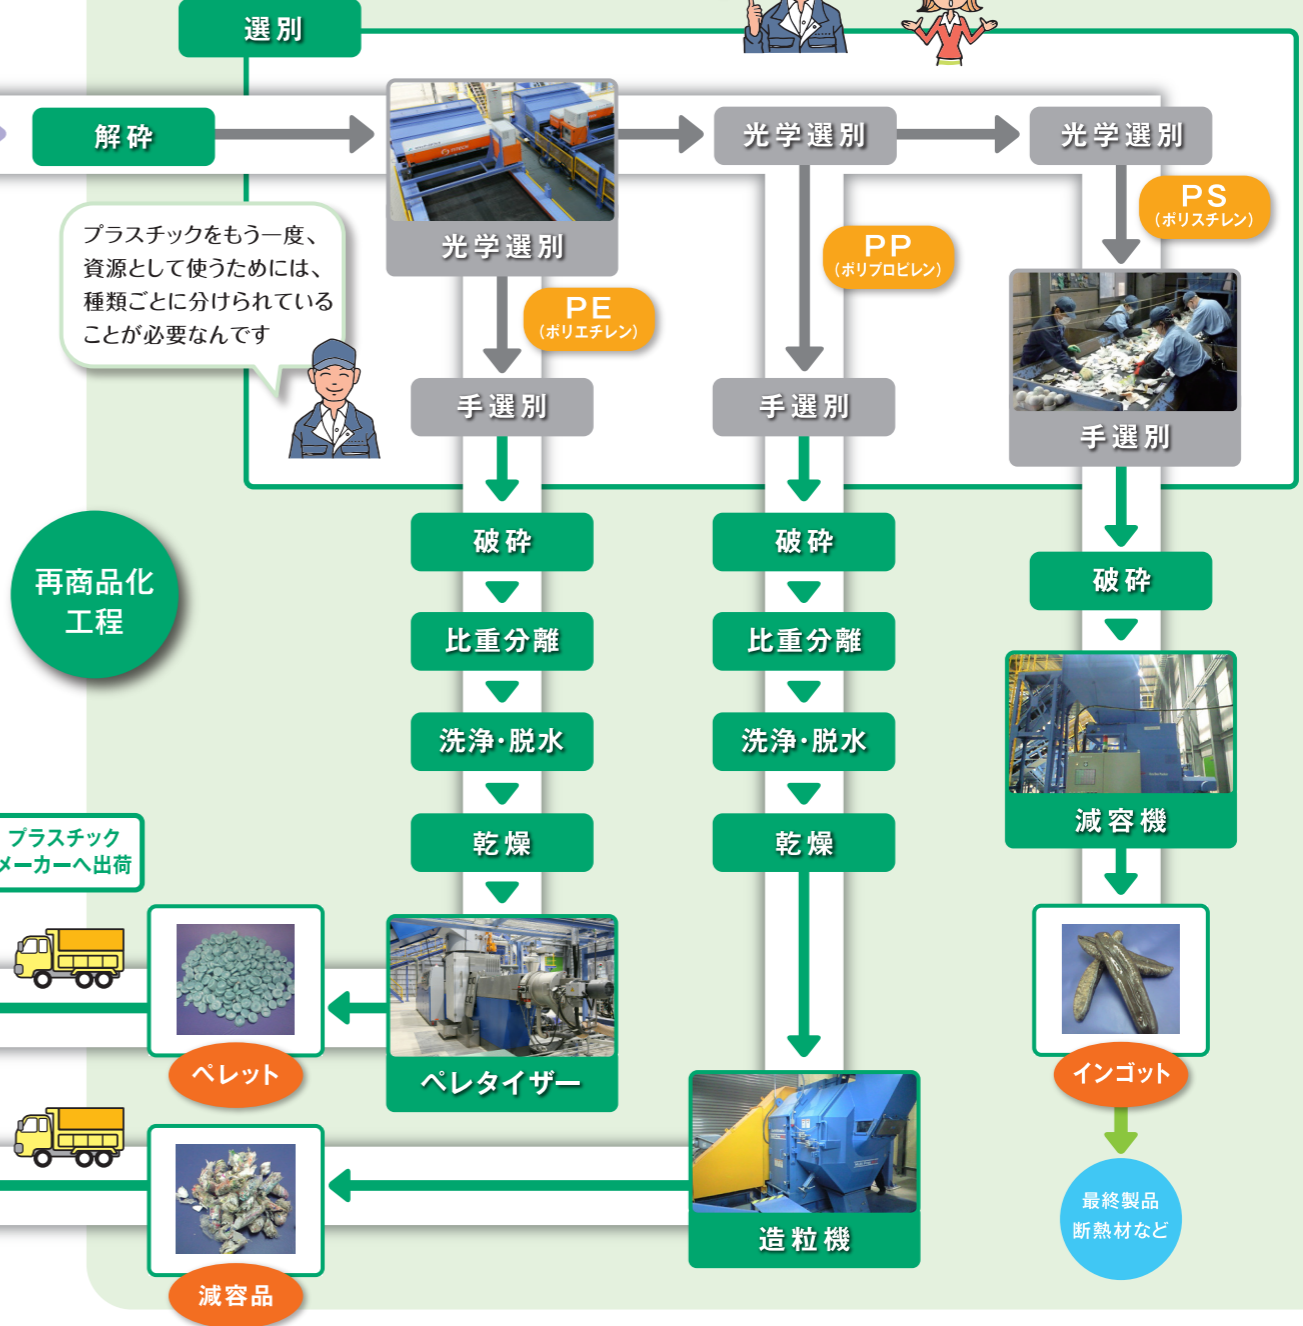 選別
解砕
光学選別
光学選別
光学選別
プラスチックをもう一度、
資源として使うためには、
種類ごとに分けられている
ことが必要なんです
PE
(ポリエチレン)
PP
(ポリプロピレン)
PS
(ポリスチレン)
手選別
手選別
手選別
再商品化
工程
破砕
破砕
破砕
比重分離
比重分離
洗浄・脱水
洗浄・脱水
減容機
乾燥
乾燥
プラスチック
メーカーへ出荷
ペレット
ペレタイザー
インゴット
造粒機
減容品
最終製品
断熱材など